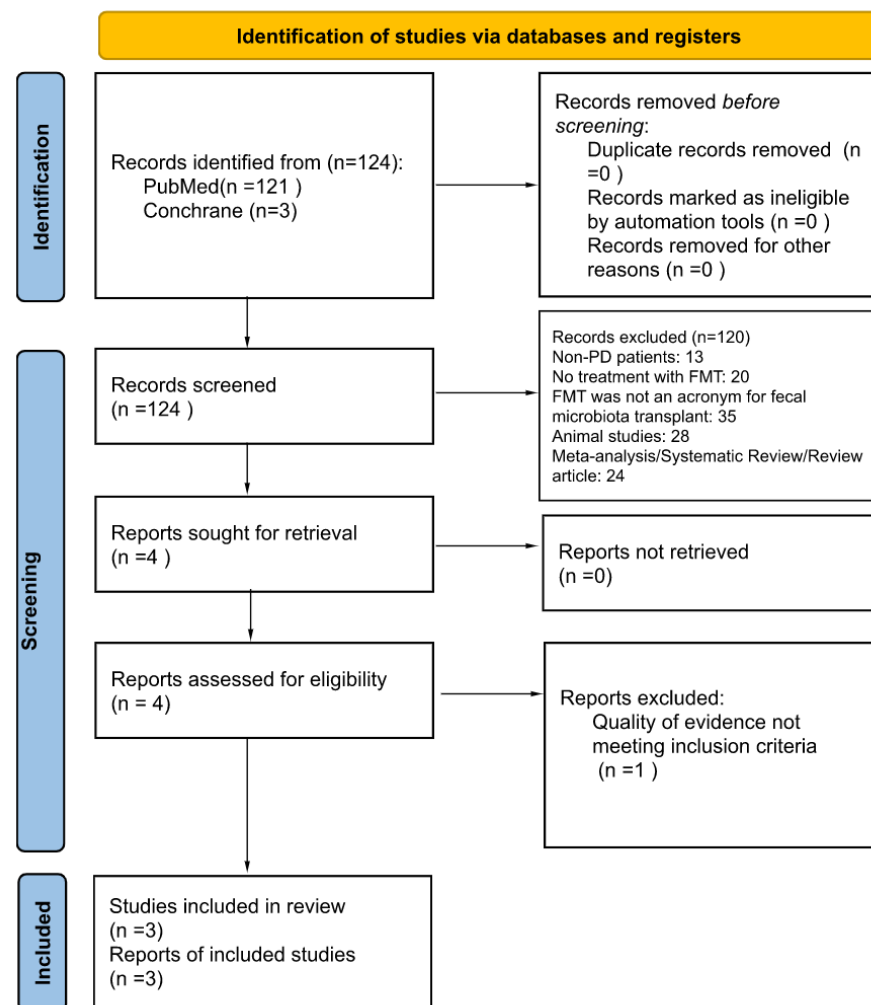 Identification of studies via databases and registers
Identification
Records identified from (n=124):
PubMed(n =121 )
Conchrane (n=3)
Records removed before
screening:
Duplicate records removed (n
=0 )
Records marked as ineligible
by automation tools (n =0 )
Records removed for other
reasons (n =0 )
Screening
Records screened
(n =124 )
Records excluded (n=120)
Non-PD patients: 13
No treatment with FMT: 20
FMT was not an acronym for fecal
microbiota transplant: 35
Animal studies: 28
Meta-analysis/Systematic Review/Review
article: 24
Reports sought for retrieval
(n =4 )
Reports not retrieved
(n =0)
Reports assessed for eligibility
(n = 4)
Reports excluded:
Quality of evidence not
meeting inclusion criteria
(n =1 )
Included
Studies included in review
(n =3)
Reports of included studies
(n =3)